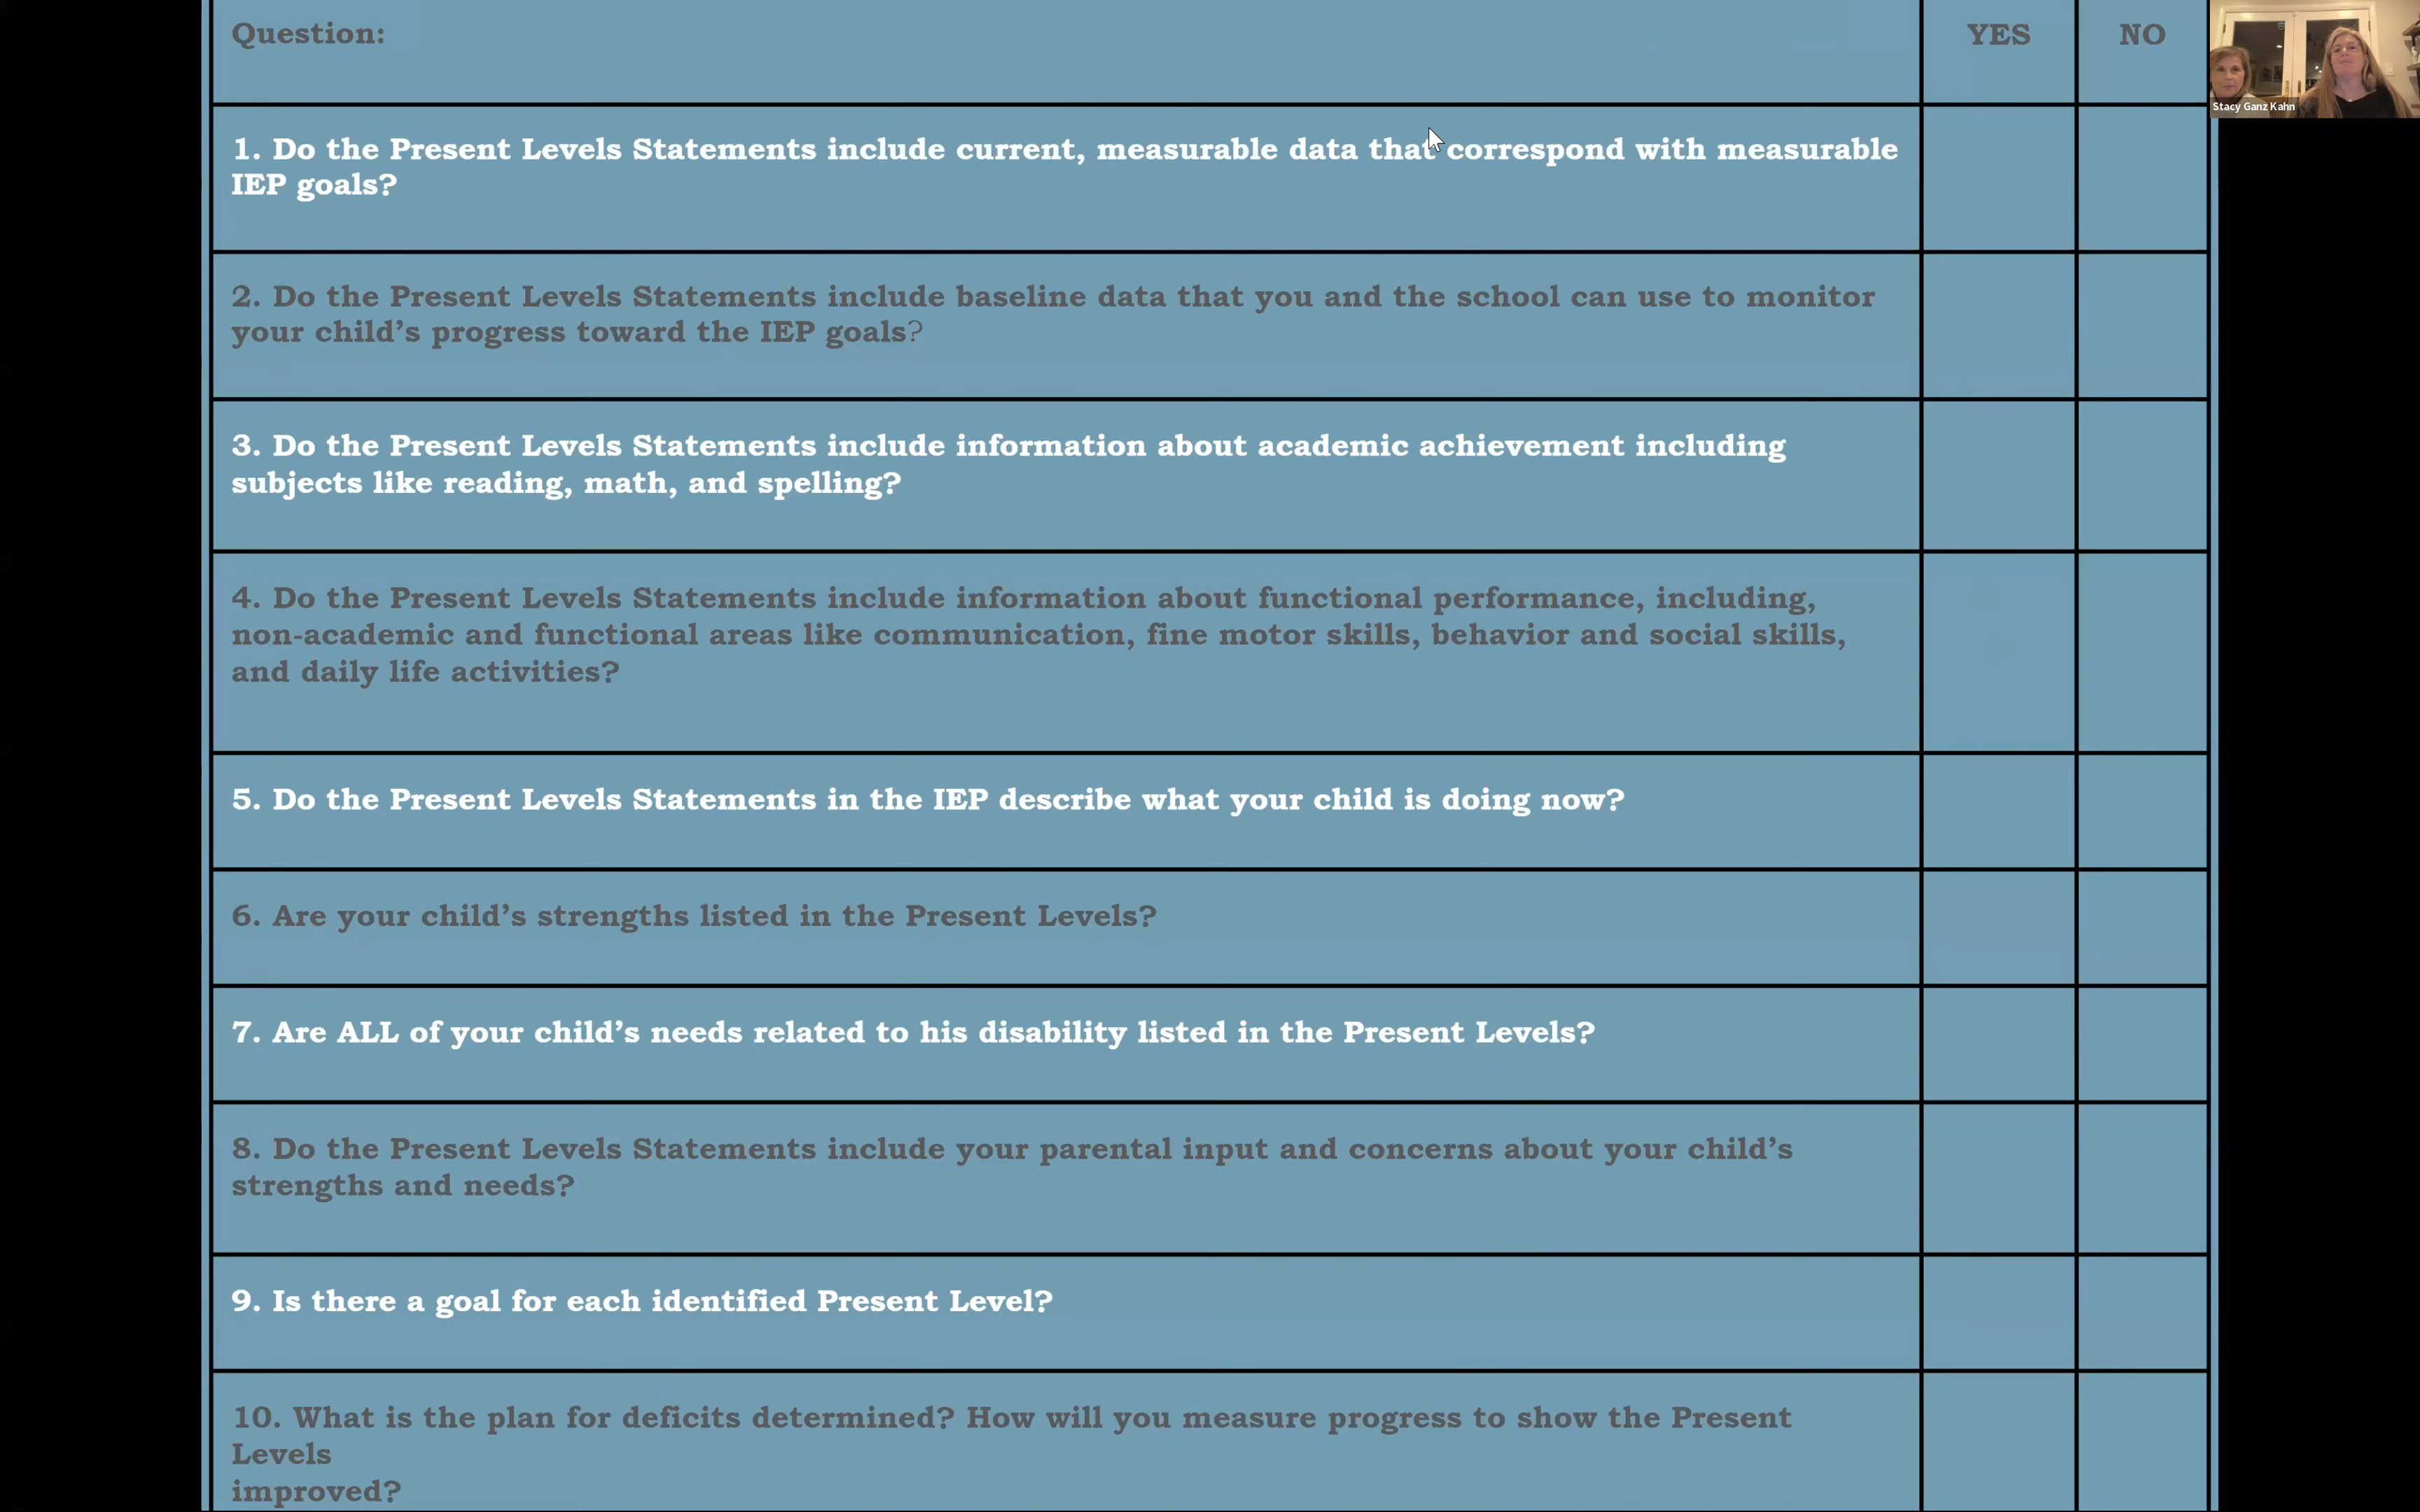 Question:
YES
NO
Stacy Ganz Kahn
1. Do the Present Levels Statements include current, measurable data that correspond with measurable
IEP goals?
2. Do the Present Levels Statements include baseline data that you and the school can use to monitor
your child’s progress toward the IEP goals?
3. Do the Present Levels Statements include information about academic achievement including
subjects like reading, math, and spelling?
4. Do the Present Levels Statements include information about functional performance, including,
non-academic and functional areas like communication, fine motor skills, behavior and social skills,
and daily life activities?
5. Do the Present Levels Statements in the IEP describe what your child is doing now?
6. Are your child’s strengths listed in the Present Levels?
7. Are ALL of your child’s needs related to his disability listed in the Present Levels?
8. Do the Present Levels Statements include your parental input and concerns about your child’s
strengths and needs?
9. Is there a goal for each identified Present Level?
10. What is the plan for deficits determined? How will you measure progress to show the Present
Levels
improved?